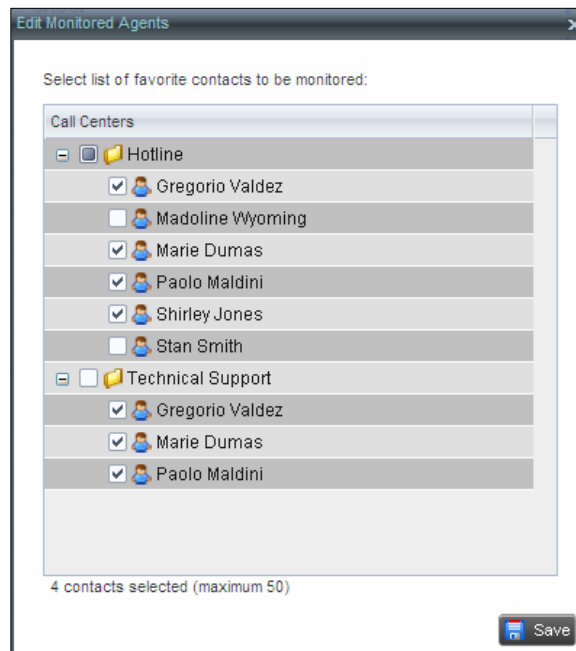 Edit Monitored Agents
Select list of favorite contacts to be monitored:
Call Centers
Hotline
Gregorio Valdez
Madoline Wyoming
Marie Dumas
Paolo Maldini
Shirley Jones
Stan Smith
Technical Support
Gregorio Valdez
Marie Dumas
Paolo Maldini
4 contacts selected (maximum 50)
Save